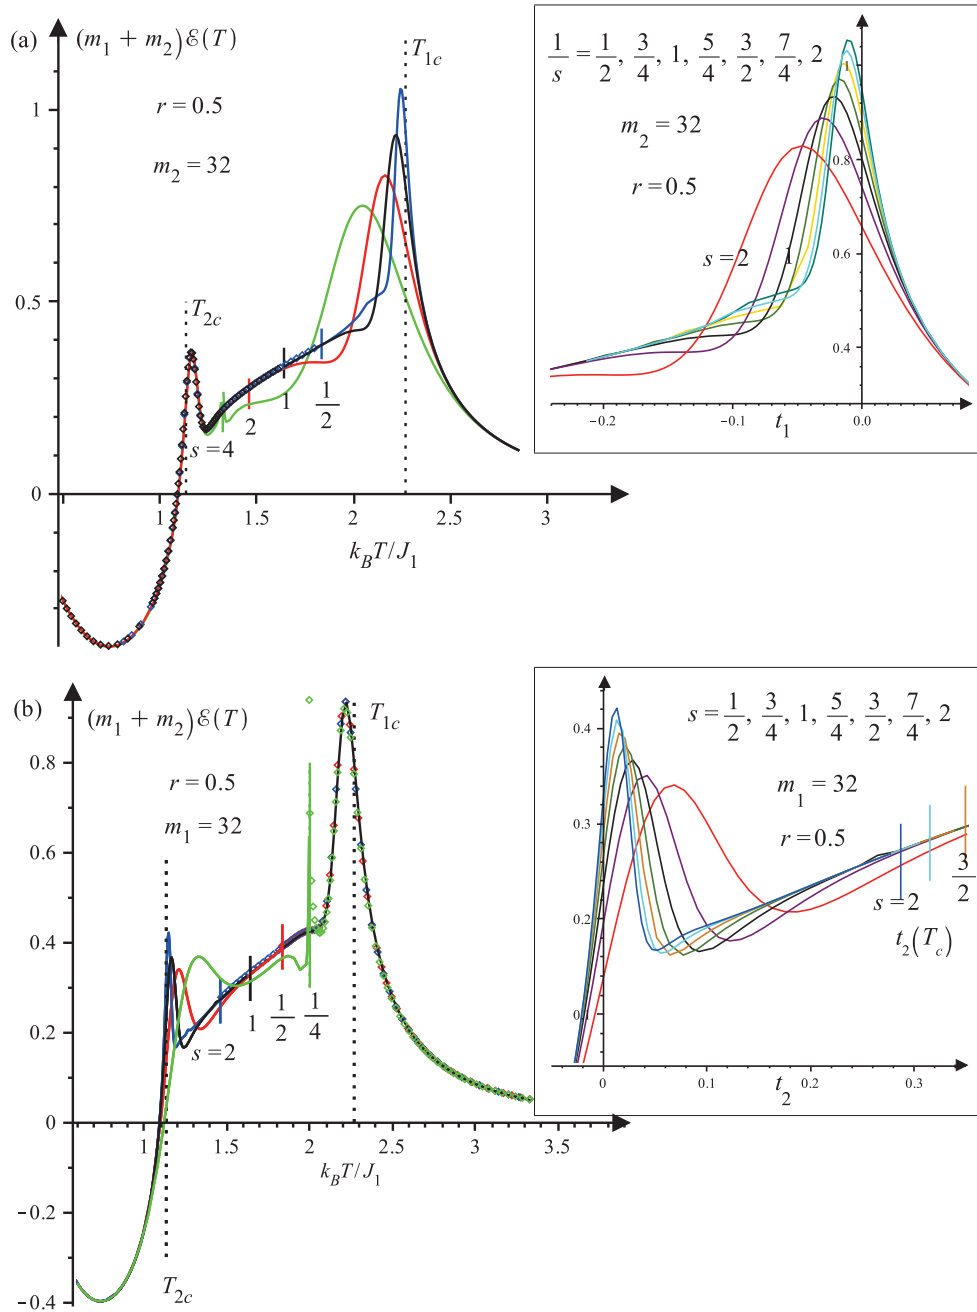 (a)
(m₁ + m₂)ℰ(T)
T₁c
r = 0.5
m₂ = 32
1
0.5
0
T₂c
s = 4
2
1
1/2
1
1.5
2
2.5
3
k_B T/J₁
1/s = 1/2, 3/4, 1, 5/4, 3/2, 7/4, 2
m₂ = 32
r = 0.5
s = 2
1
1
0.8
0.6
0.4
−0.2
−0.1
0.0
t₁
(b)
(m₁ + m₂)ℰ(T)
T₁c
r = 0.5
m₁ = 32
0.8
0.6
0.4
0.2
0
−0.2
−0.4
s = 2
1
1/2
1/4
1
1.5
2
2.5
3
3.5
k_B T/J₁
T₂c
s = 1/2, 3/4, 1, 5/4, 3/2, 7/4, 2
m₁ = 32
r = 0.5
0.4
0.3
0.2
0.1
s = 2
3/2
t₂(T_c)
0
0.1
0.2
0.3
t₂